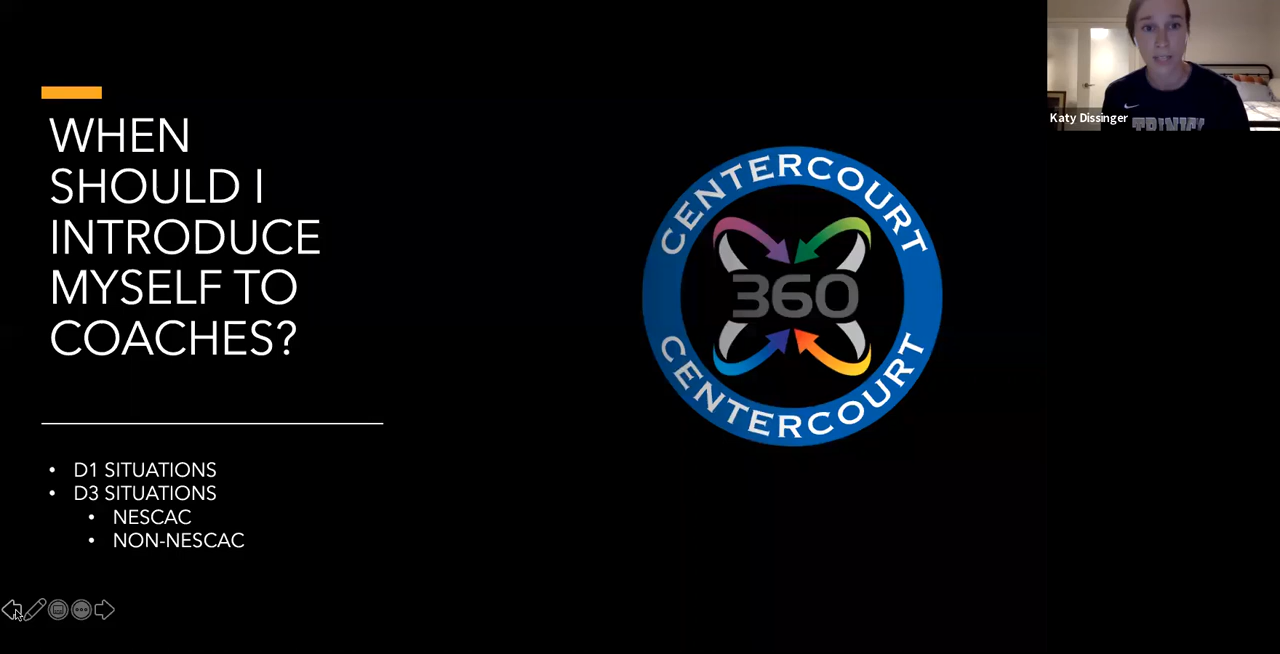 WHEN
SHOULD I
INTRODUCE
MYSELF TO
COACHES?
• D1 SITUATIONS
• D3 SITUATIONS
• NESCAC
• NON-NESCAC
CENTERCOURT
360
CENTERCOURT
Katy Dissinger